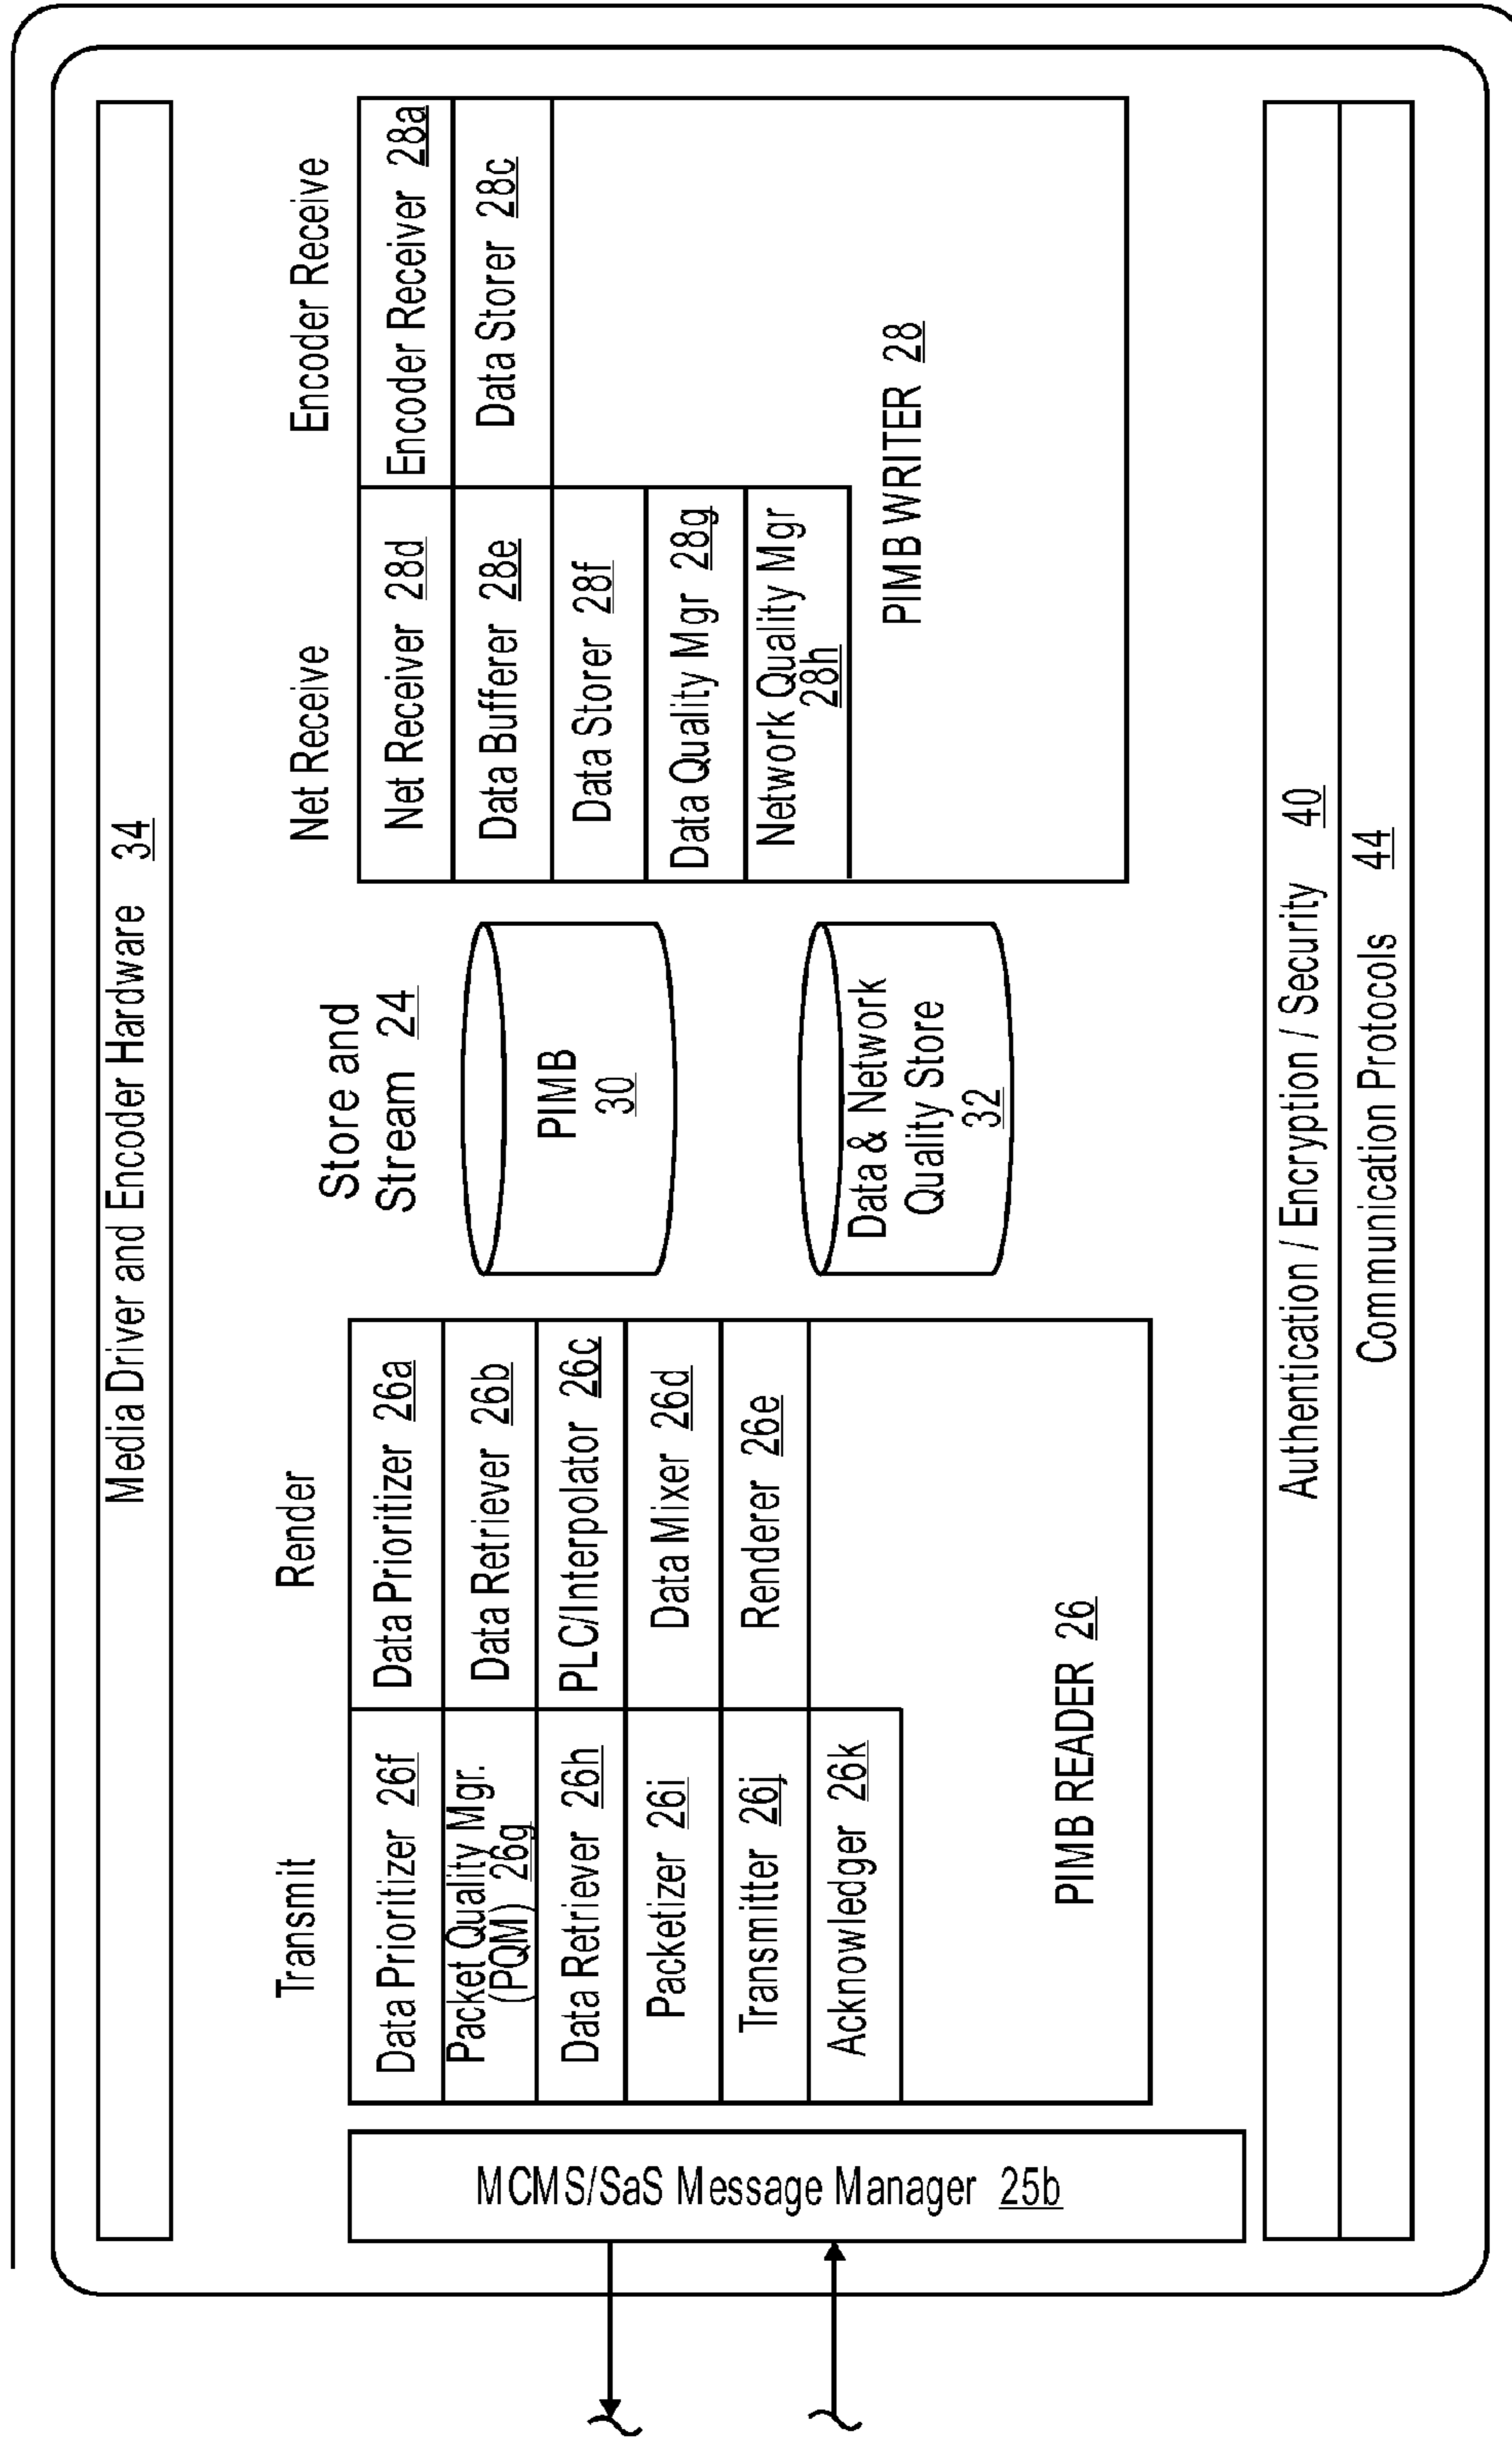 Media Driver and Encoder Hardware 34
Transmit
Render
Store and
Stream 24
Net Receive
Encoder Receive
MCMS/SaS Message Manager 25b
Data Prioritizer 26f
Packet Quality Mgr.
(PQM) 26g
Data Retriever 26h
Packetizer 26i
Transmitter 26j
Acknowledger 26k
Data Prioritizer 26a
Data Retriever 26b
PLC/Interpolator 26c
Data Mixer 26d
Renderer 26e
PIMB READER 26
PIMB
30
Data & Network
Quality Store
32
Net Receiver 28d
Data Bufferer 28e
Data Storer 28f
Data Quality Mgr 28g
Network Quality Mgr
28h
Encoder Receiver 28a
Data Storer 28c
PIMB WRITER 28
Authentication / Encryption / Security 40
Communication Protocols 44